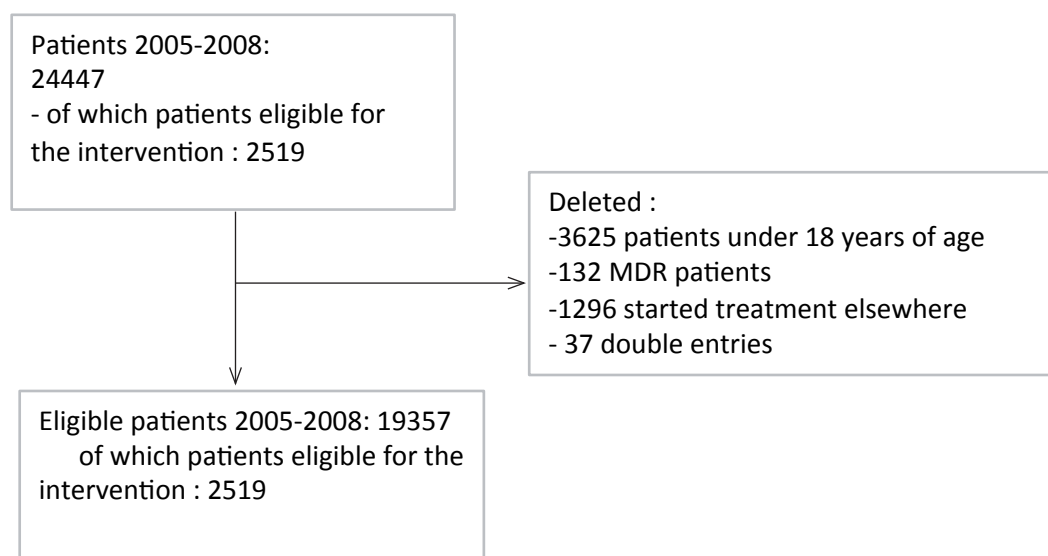 Patients 2005-2008:
24447
- of which patients eligible for
the intervention : 2519
Deleted :
-3625 patients under 18 years of age
-132 MDR patients
-1296 started treatment elsewhere
- 37 double entries
Eligible patients 2005-2008: 19357
of which patients eligible for the
intervention : 2519